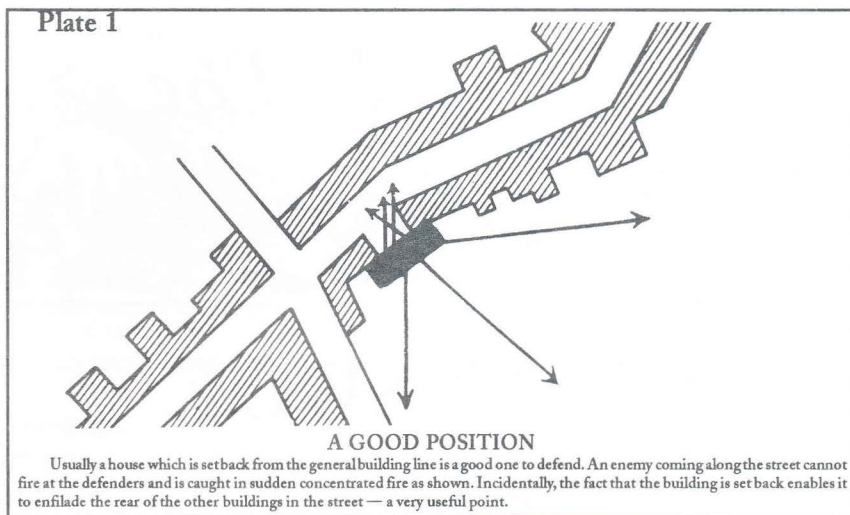 Plate 1
A GOOD POSITION
Usually a house which is set back from the general building line is a good one to defend. An enemy coming along the street cannot
fire at the defenders and is caught in sudden concentrated fire as shown. Incidentally, the fact that the building is set back enables it
to enfilade the rear of the other buildings in the street — a very useful point.